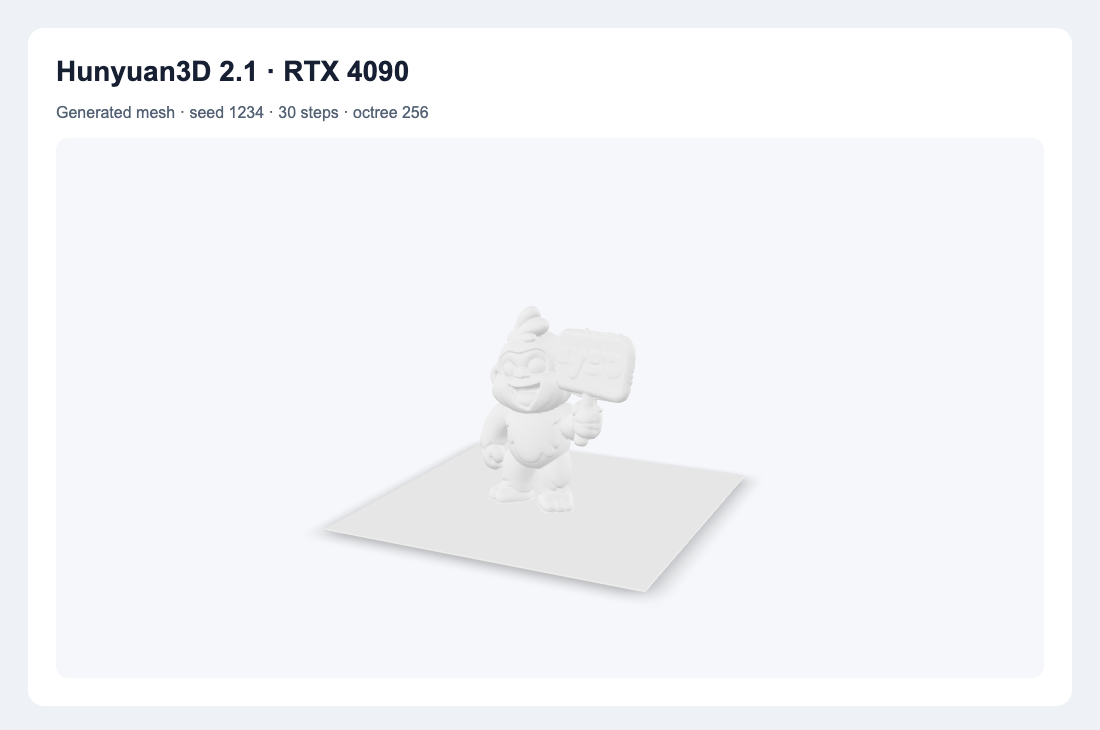 Hunyuan3D 2.1 · RTX 4090
Generated mesh · seed 1234 · 30 steps · octree 256